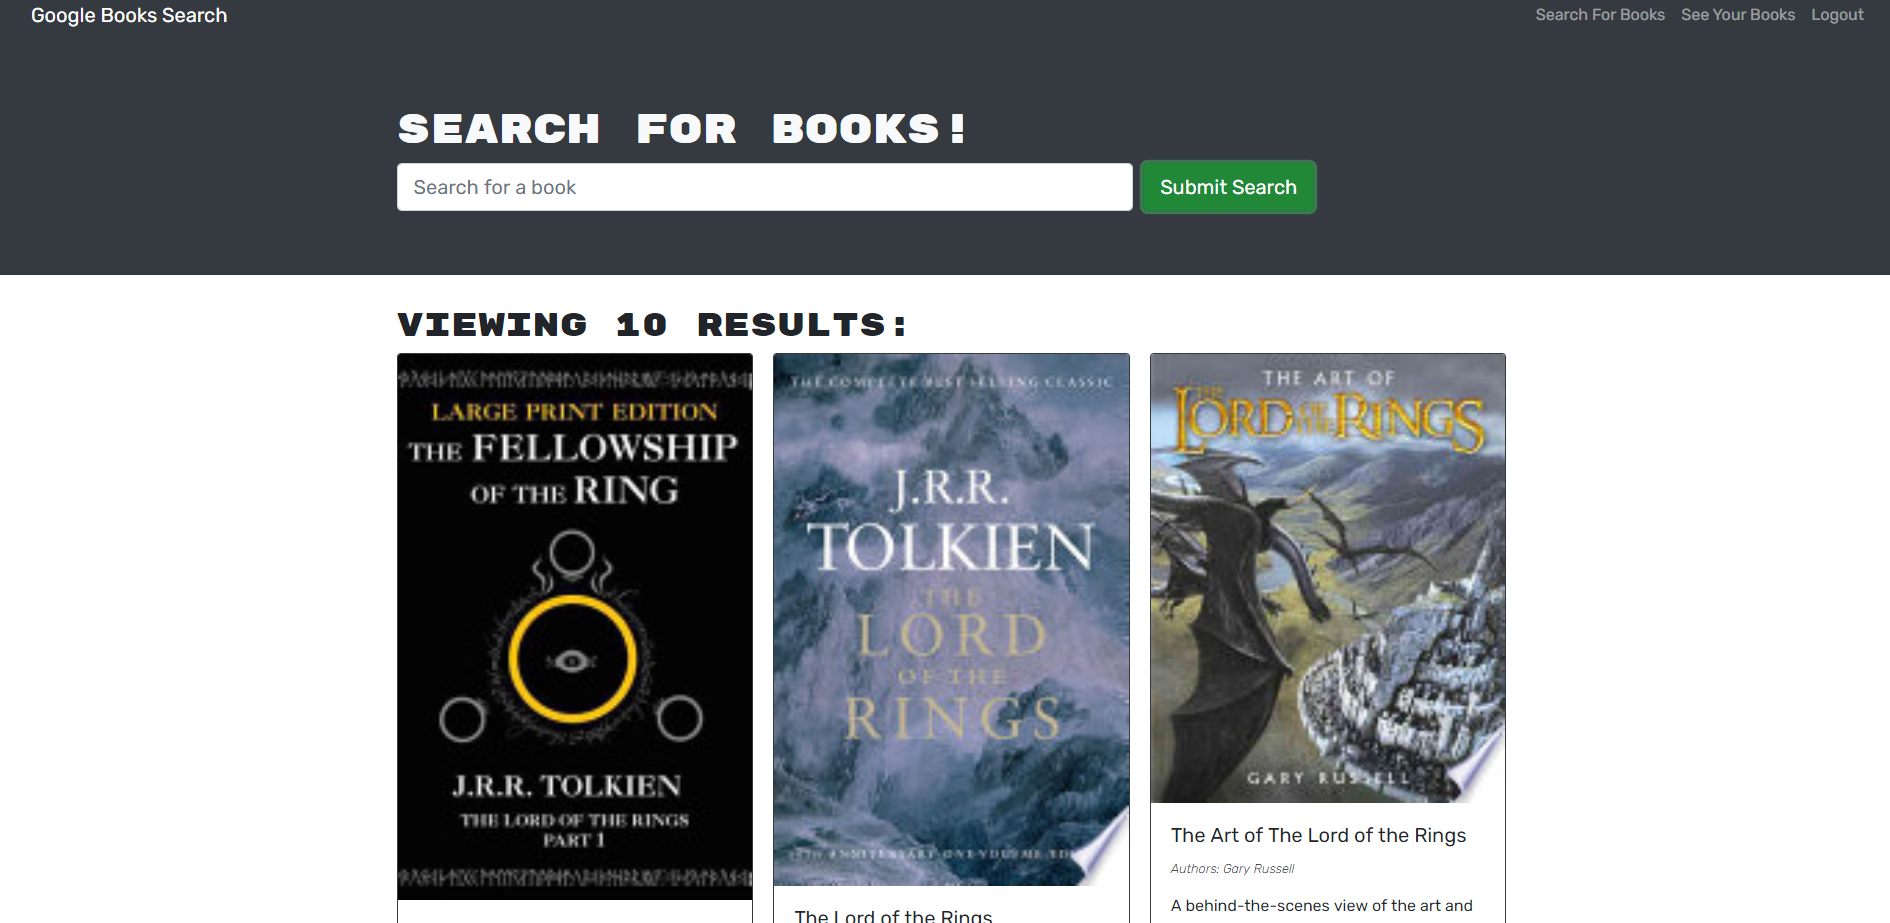 Google Books Search
Search For Books See Your Books Logout
SEARCH FOR BOOKS!
Search for a book
Submit Search
VIEWING 10 RESULTS:
LARGE PRINT EDITION
THE FELLOWSHIP
OF THE RING
J.R.R. TOLKIEN
THE LORD OF THE RINGS
PART 1
THE COMPLETE BEST SELLING CLASSIC
J.R.R.
TOLKIEN
THE
LORD
OF THE
RINGS
ANNIVERSARY ONE-VOLUME
The Lord of the Rings
THE ART OF
THE LORD OF THE RINGS
GARY RUSSELL
The Art of The Lord of the Rings
Authors: Gary Russell
A behind-the-scenes view of the art and